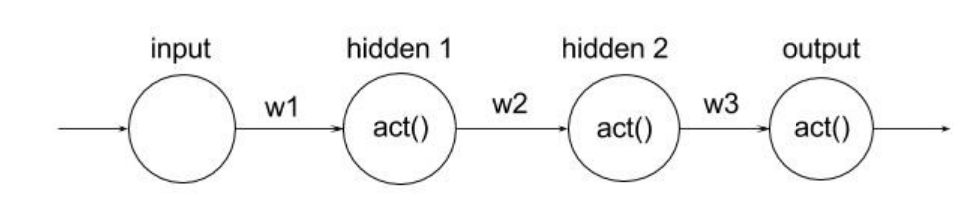 input hidden 1 hidden 2 output
w1 w2 w3
act() act() act()